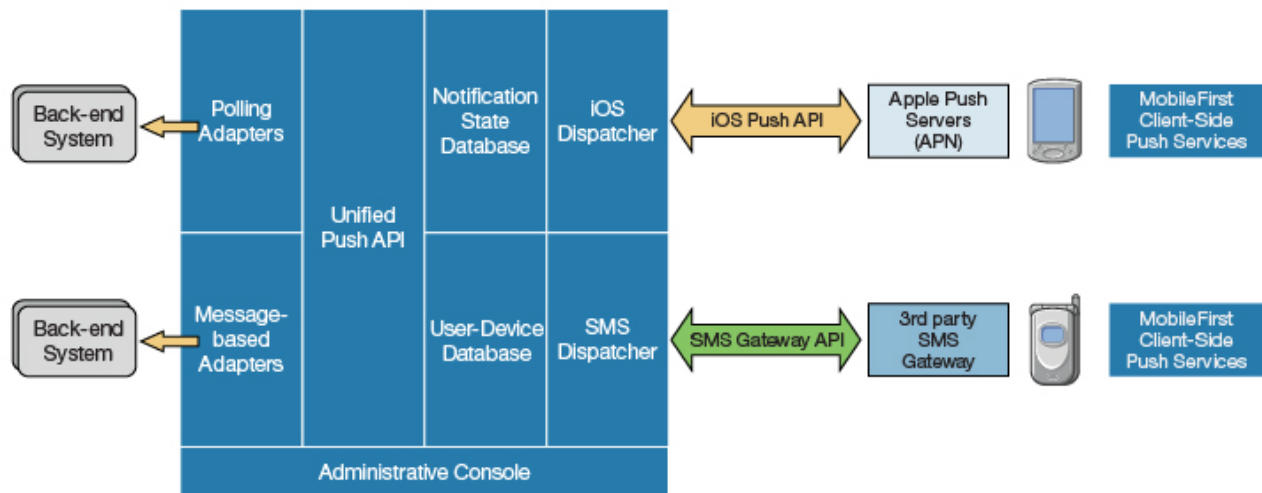 Back-end
System
Polling
Adapters
Notification
State
Database
iOS
Dispatcher
iOS Push API
Apple Push
Servers
(APN)
MobileFirst
Client-Side
Push Services
Unified
Push API
Back-end
System
Message-
based
Adapters
User-Device
Database
SMS
Dispatcher
SMS Gateway API
3rd party
SMS
Gateway
MobileFirst
Client-Side
Push Services
Administrative Console